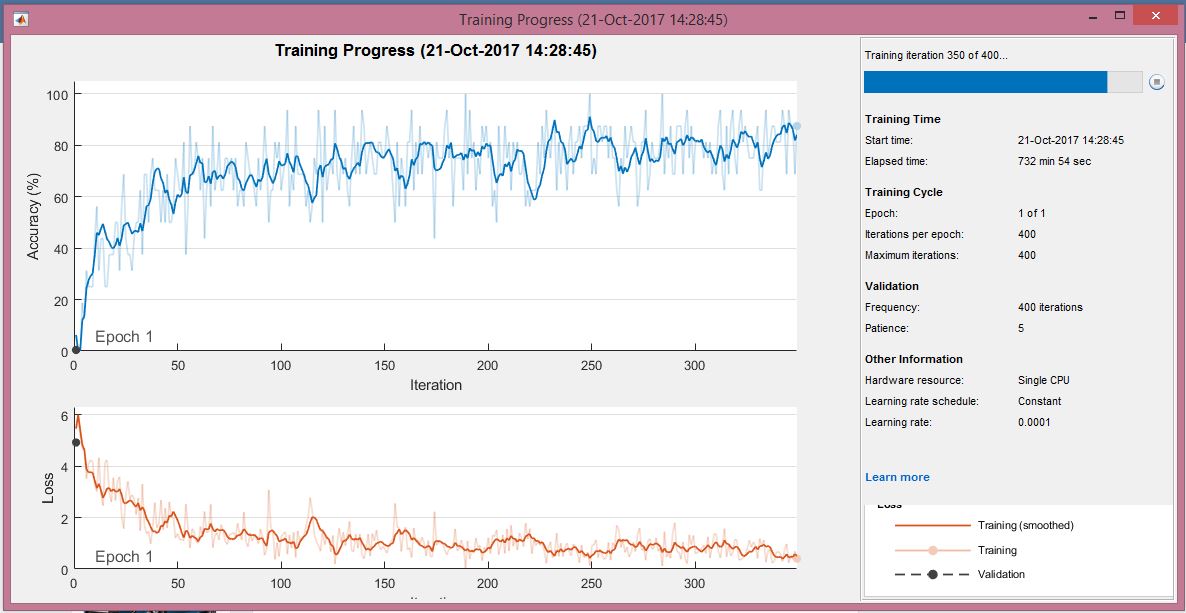 Training Progress (21-Oct-2017 14:28:45)
Training Progress (21-Oct-2017 14:28:45)
100
80
60
40
20
0
Accuracy (%)
Epoch 1
0 50 100 150 200 250 300
Iteration
6
4
2
0
Loss
Epoch 1
0 50 100 150 200 250 300
Training iteration 350 of 400...
Training Time
Start time: 21-Oct-2017 14:28:45
Elapsed time: 732 min 54 sec
Training Cycle
Epoch: 1 of 1
Iterations per epoch: 400
Maximum iterations: 400
Validation
Frequency: 400 iterations
Patience: 5
Other Information
Hardware resource: Single CPU
Learning rate schedule: Constant
Learning rate: 0.0001
Learn more
Loss
Training (smoothed)
Training
Validation